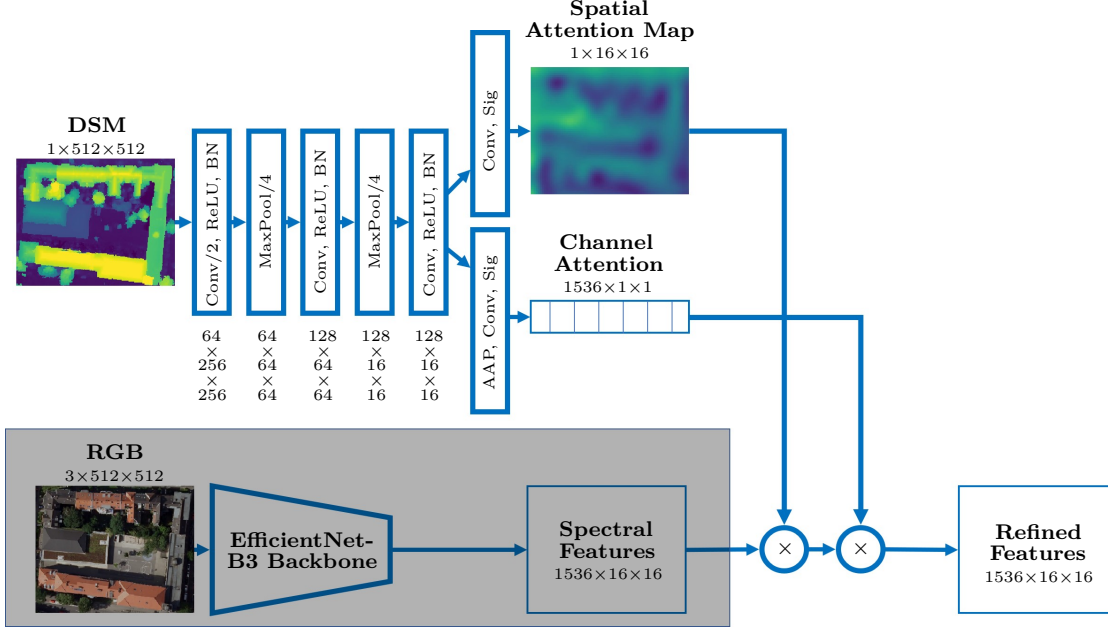 Spatial
Attention Map
1×16×16
DSM
1×512×512
Conv/2, ReLU, BN
MaxPool/4
Conv, ReLU, BN
MaxPool/4
Conv, ReLU, BN
Conv, Sig
AAP, Conv, Sig
Channel
Attention
1536×1×1
64
×
256
×
256
64
×
64
×
64
128
×
64
×
64
128
×
16
×
16
128
×
16
×
16
RGB
3×512×512
EfficientNet-
B3 Backbone
Spectral
Features
1536×16×16
×
×
Refined
Features
1536×16×16